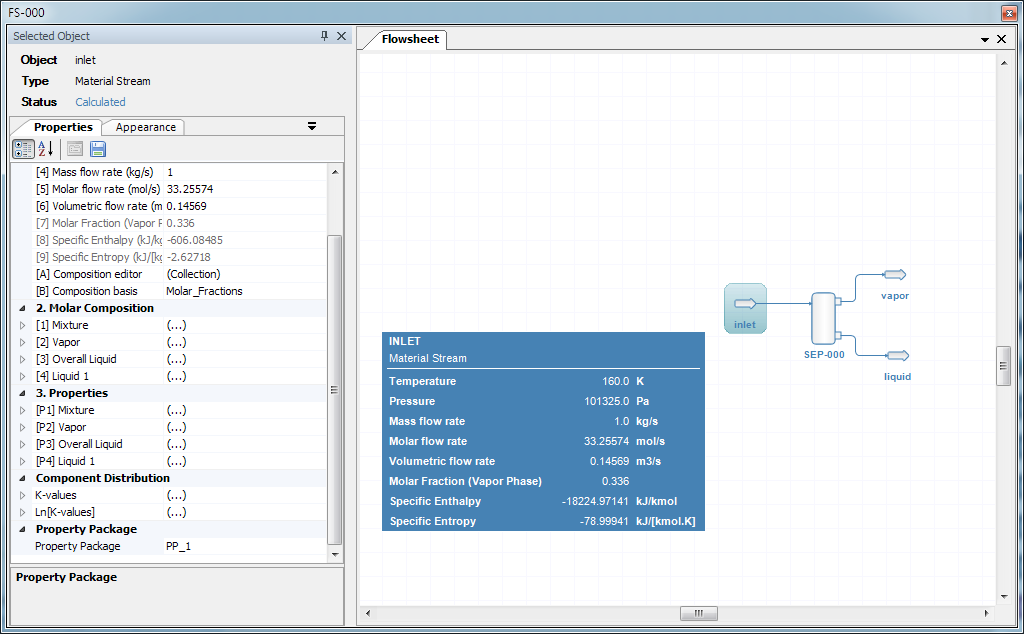 FS-000
Selected Object
Object inlet
Type Material Stream
Status Calculated
Properties Appearance
[4] Mass flow rate (kg/s) 1
[5] Molar flow rate (mol/s) 33.25574
[6] Volumetric flow rate (m 0.14569
[7] Molar Fraction (Vapor F 0.336
[8] Specific Enthalpy (kJ/kg -606.08485
[9] Specific Entropy (kJ/[kg -2.62718
[A] Composition editor (Collection)
[B] Composition basis Molar_Fractions
2. Molar Composition
[1] Mixture (...)
[2] Vapor (...)
[3] Overall Liquid (...)
[4] Liquid 1 (...)
3. Properties
[P1] Mixture (...)
[P2] Vapor (...)
[P3] Overall Liquid (...)
[P4] Liquid 1 (...)
Component Distribution
K-values (...)
Ln[K-values] (...)
Property Package
Property Package PP_1
Property Package
Flowsheet
vapor
inlet
SEP-000
liquid
INLET
Material Stream
Temperature 160.0 K
Pressure 101325.0 Pa
Mass flow rate 1.0 kg/s
Molar flow rate 33.25574 mol/s
Volumetric flow rate 0.14569 m3/s
Molar Fraction (Vapor Phase) 0.336
Specific Enthalpy -18224.97141 kJ/kmol
Specific Entropy -78.99941 kJ/[kmol.K]